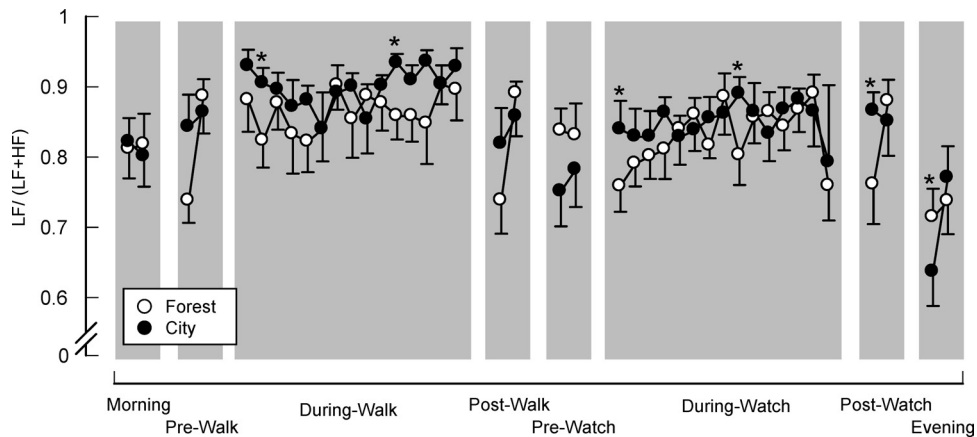 1
0.9
0.8
0.7
0.6
0
LF/ (LF+HF)
* * * * * *
Forest
City
Morning
Pre-Walk
During-Walk
Post-Walk
Pre-Watch
During-Watch
Post-Watch
Evening